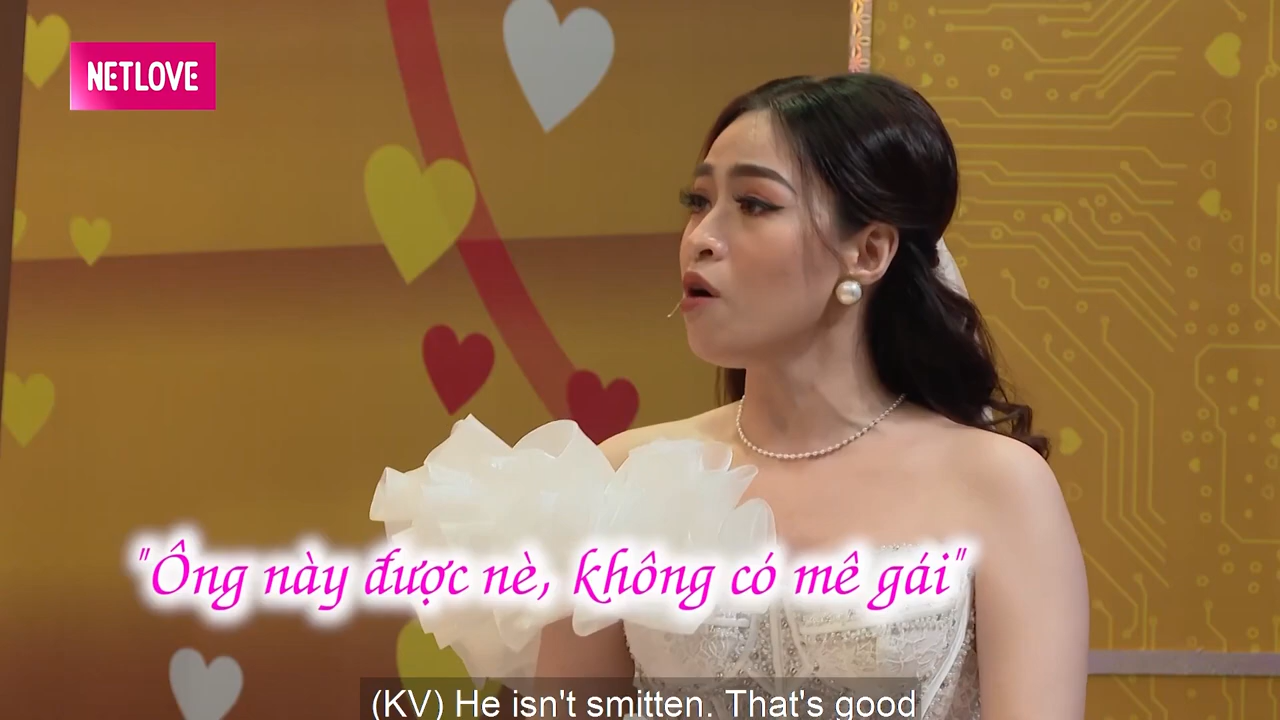 NETLOVE
"Ông này được nè, không có mê gái"
(KV) He isn't smitten. That's good